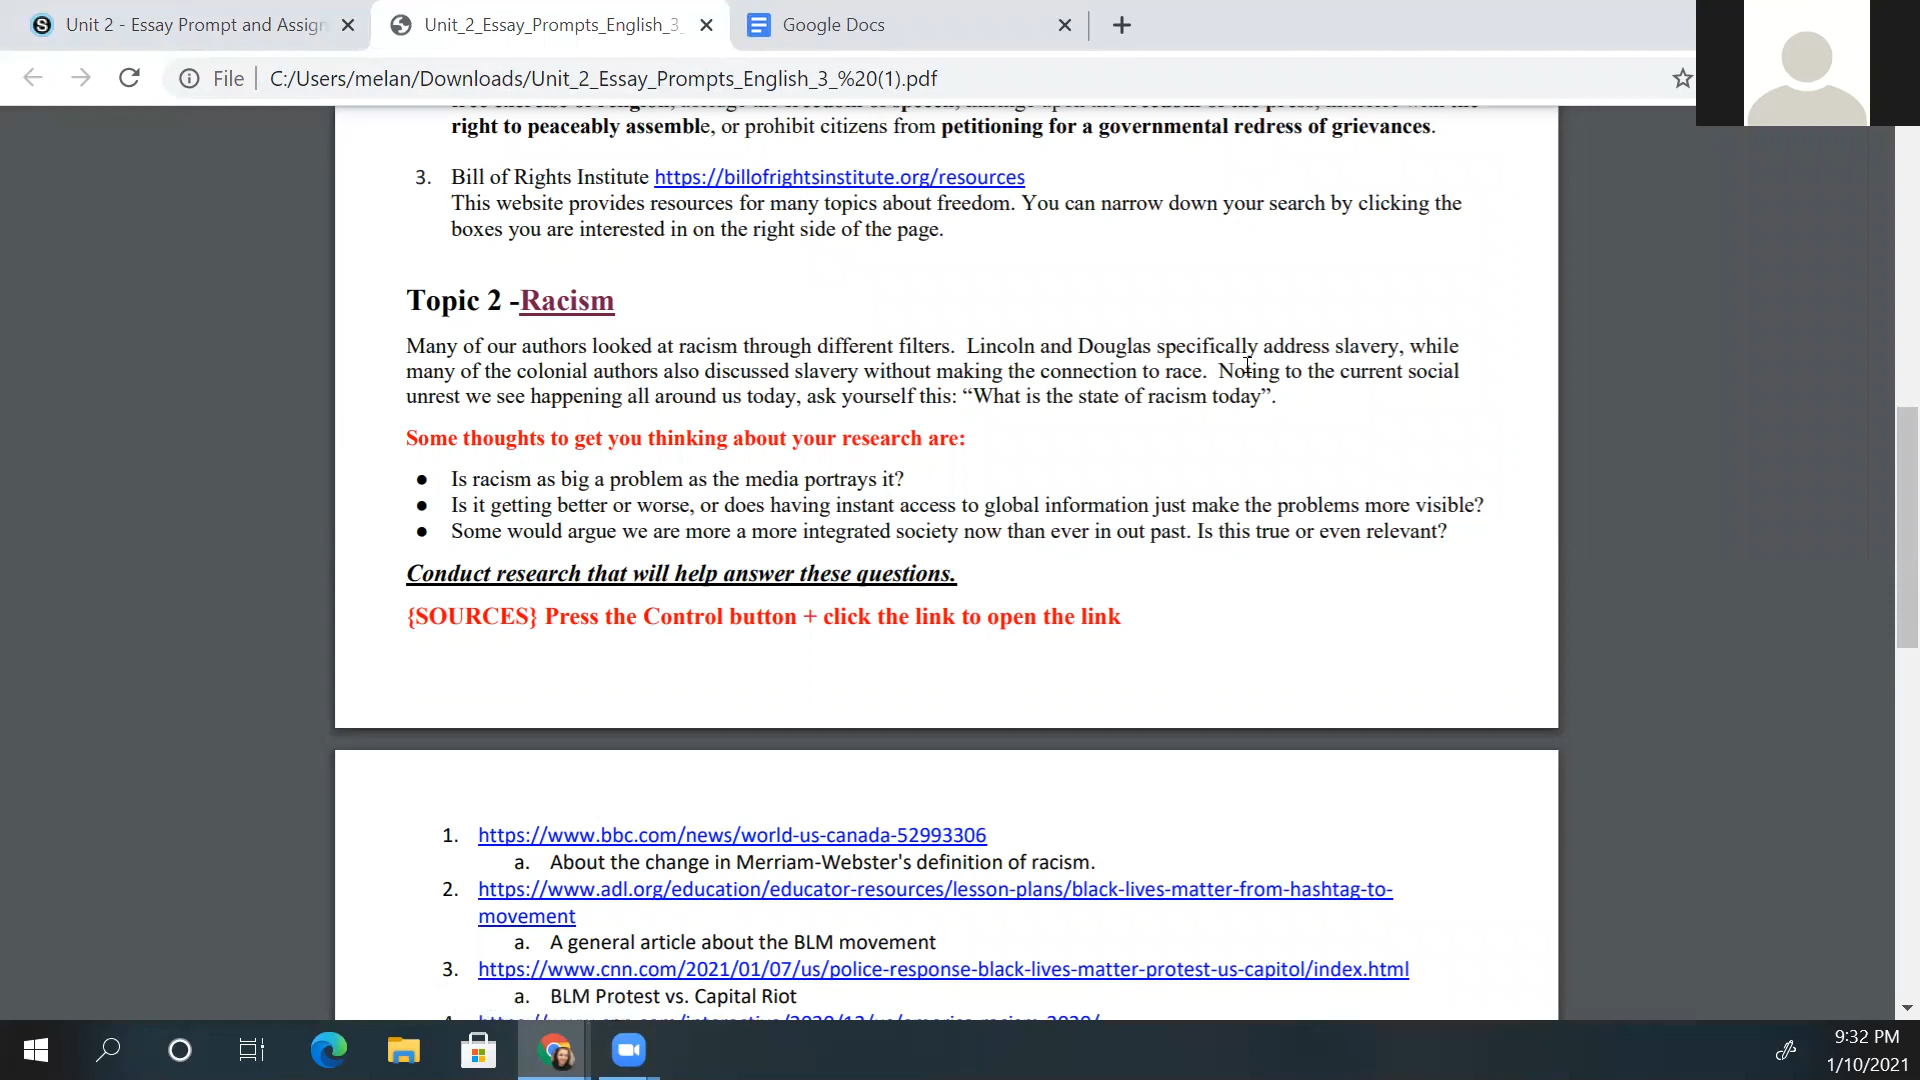 Unit 2 - Essay Prompt and Assign
Unit_2_Essay_Prompts_English_3_
Google Docs
File
C:/Users/melan/Downloads/Unit_2_Essay_Prompts_English_3_%20(1).pdf
right to peaceably assemble, or prohibit citizens from petitioning for a governmental redress of grievances.
3. Bill of Rights Institute https://billofrightsinstitute.org/resources
This website provides resources for many topics about freedom. You can narrow down your search by clicking the
boxes you are interested in on the right side of the page.
Topic 2 -Racism
Many of our authors looked at racism through different filters. Lincoln and Douglas specifically address slavery, while
many of the colonial authors also discussed slavery without making the connection to race. Noting to the current social
unrest we see happening all around us today, ask yourself this: “What is the state of racism today”.
Some thoughts to get you thinking about your research are:
● Is racism as big a problem as the media portrays it?
● Is it getting better or worse, or does having instant access to global information just make the problems more visible?
● Some would argue we are more a more integrated society now than ever in out past. Is this true or even relevant?
Conduct research that will help answer these questions.
{SOURCES} Press the Control button + click the link to open the link
1. https://www.bbc.com/news/world-us-canada-52993306
a. About the change in Merriam-Webster's definition of racism.
2. https://www.adl.org/education/educator-resources/lesson-plans/black-lives-matter-from-hashtag-to-
movement
a. A general article about the BLM movement
3. https://www.cnn.com/2021/01/07/us/police-response-black-lives-matter-protest-us-capitol/index.html
a. BLM Protest vs. Capital Riot
9:32 PM
1/10/2021